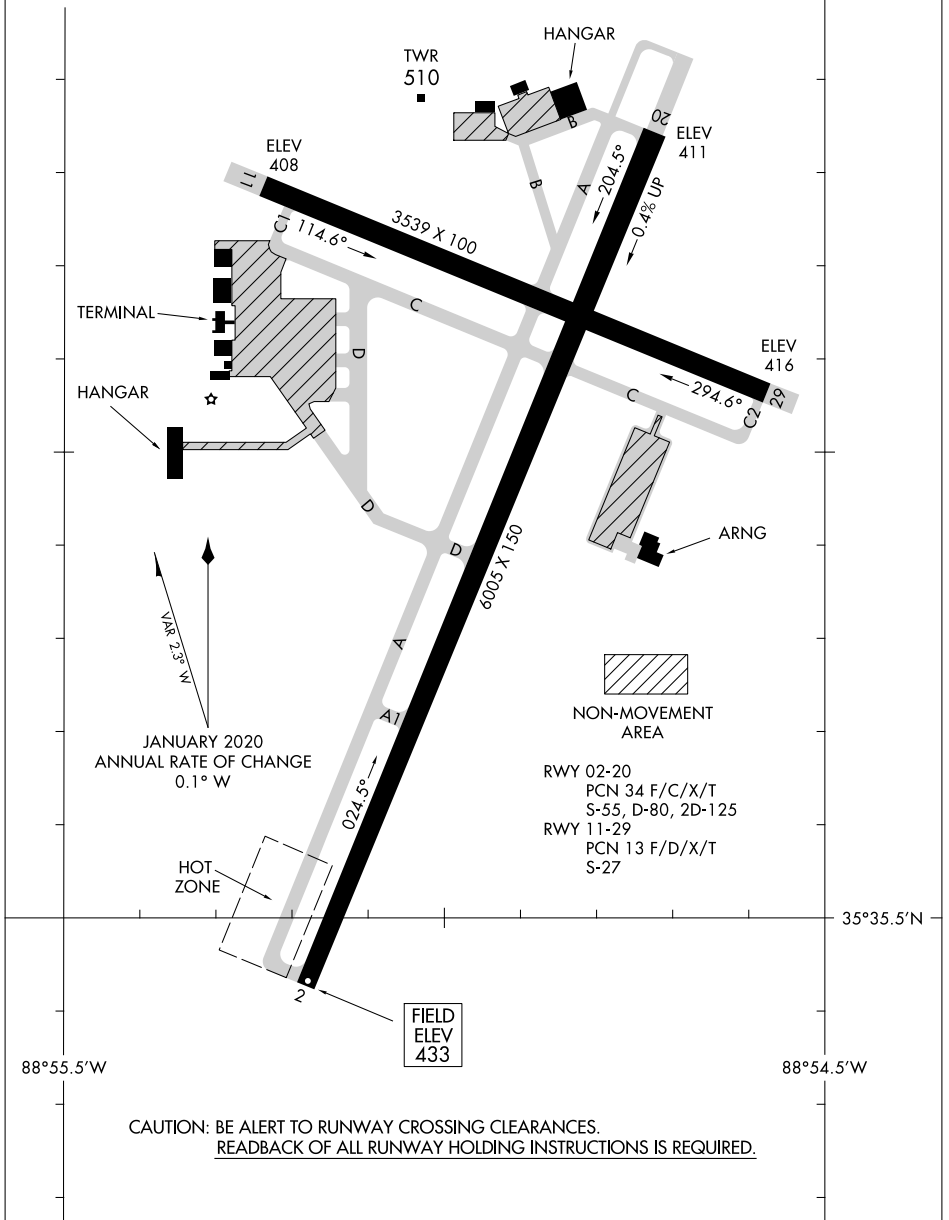 HANGAR
TWR
510
20
ELEV
411
B
ELEV
408
11
A
204.5°
0.4% UP
B
3539 X 100
C1
114.6°
TERMINAL
C
D
ELEV
416
HANGAR
294.6°
29
C
C2
D
ARNG
D
6005 X 150
VAR 2.3° W
A
NON-MOVEMENT
AREA
A1
JANUARY 2020
ANNUAL RATE OF CHANGE
0.1° W
RWY 02-20
PCN 34 F/C/X/T
S-55, D-80, 2D-125
RWY 11-29
PCN 13 F/D/X/T
S-27
024.5°
HOT
ZONE
35°35.5'N
2
FIELD
ELEV
433
88°55.5'W
88°54.5'W
CAUTION: BE ALERT TO RUNWAY CROSSING CLEARANCES.
READBACK OF ALL RUNWAY HOLDING INSTRUCTIONS IS REQUIRED.